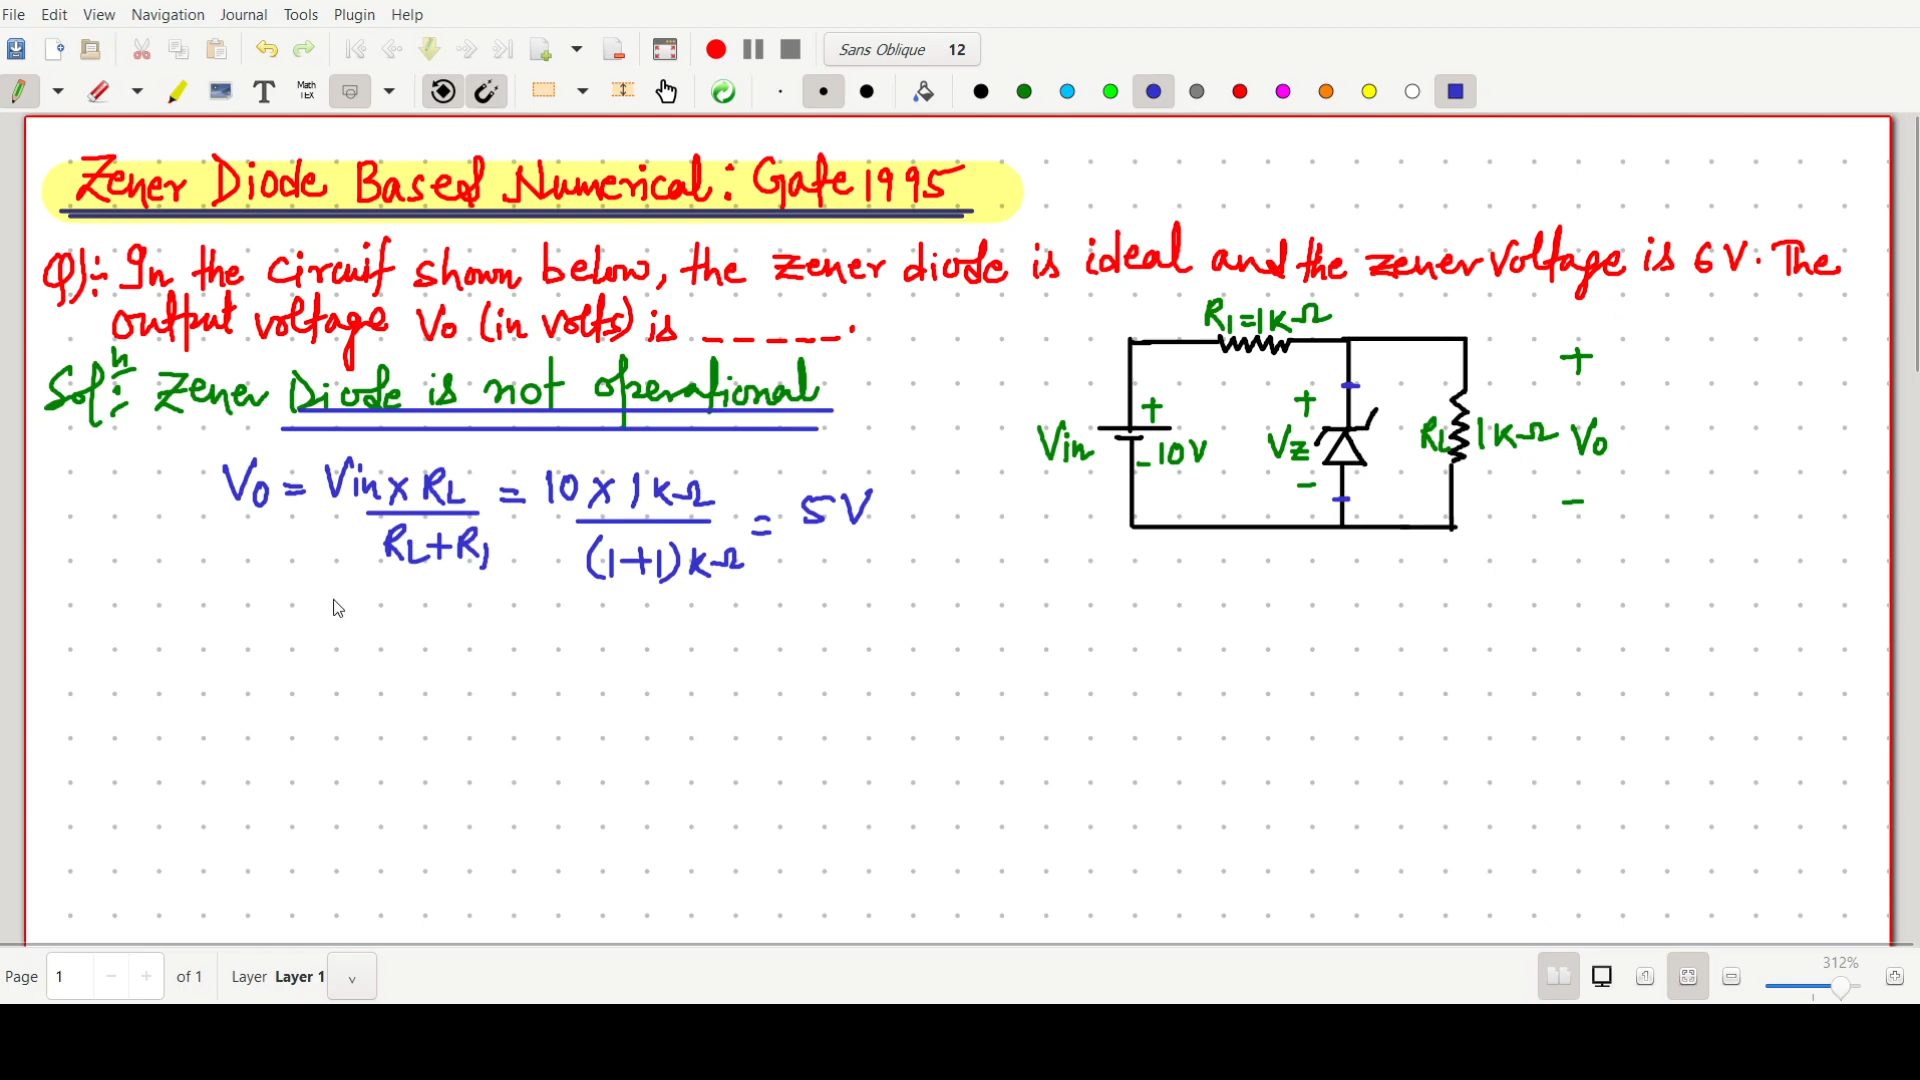 File Edit View Navigation Journal Tools Plugin Help
Sans Oblique 12
T Math TEX
Zener Diode Based Numerical: Gate 1995
Q):- In the circuit shown below, the zener diode is ideal and the zener voltage is 6 V. The
output voltage Vo (in volts) is _ _ _ _ _ .
R1=1KΩ
Solⁿ:- Zener Diode is not operational
+
+ +
Vin -10V Vz RL 1KΩ Vo
- -
Vo = Vin x RL / RL+R1 = 10 x 1KΩ / (1+1)KΩ = 5V
Page 1 of 1 Layer Layer 1 v
312%